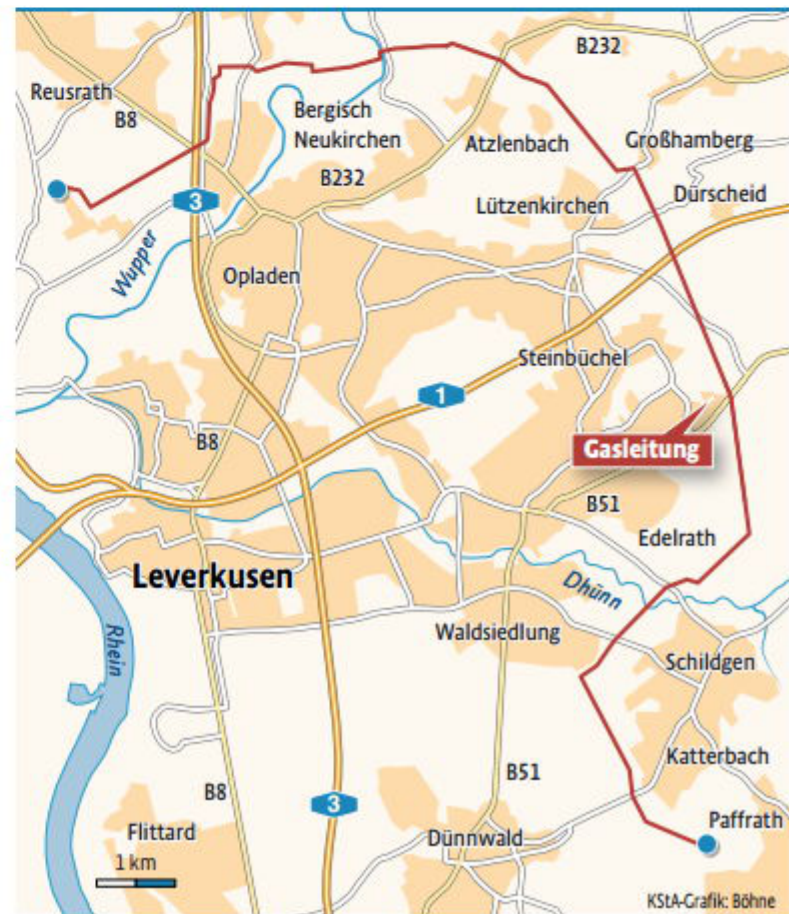 B232
Reusrath
B8
Bergisch
Neukirchen
B232
Atzlenbach
Großhamberg
3
Lützenkirchen
Dürscheid
Wupper
Opladen
Steinbüchel
1
B8
Gasleitung
B51
Edelrath
Leverkusen
Dhünn
Rhein
Waldsiedlung
Schildgen
Katterbach
B51
B8
3
Paffrath
Flittard
Dünnwald
1 km
KStA-Grafik: Böhne